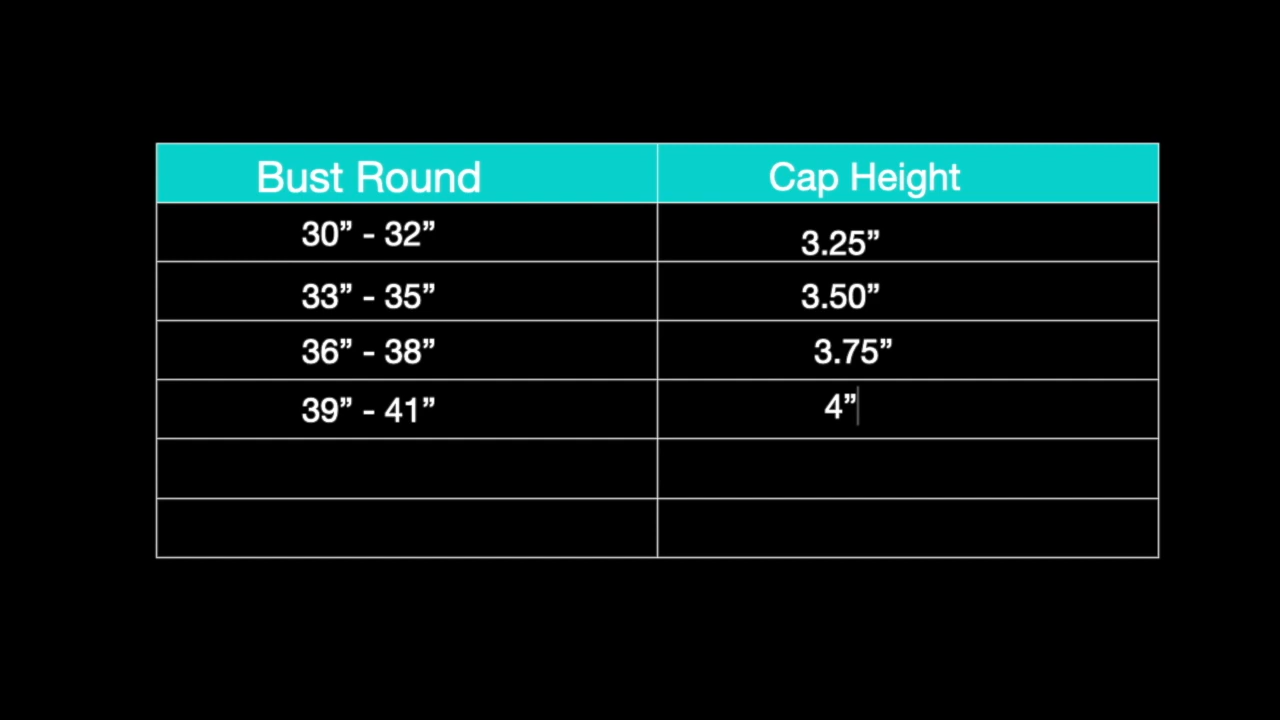 Bust Round Cap Height
30” - 32” 3.25”
33” - 35” 3.50”
36” - 38” 3.75”
39” - 41” 4”